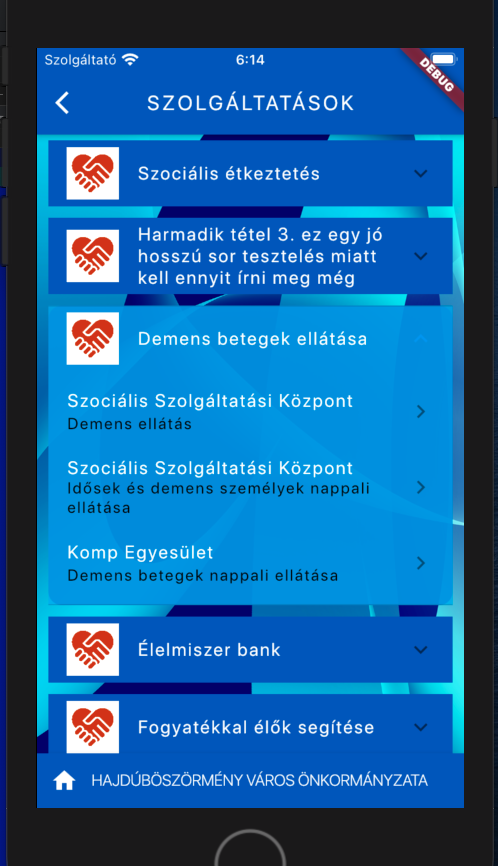 Szolgáltató 6:14
DEBUG
SZOLGÁLTATÁSOK
Szociális étkeztetés
Harmadik tétel 3. ez egy jó
hosszú sor tesztelés miatt
kell ennyit írni meg még
Demens betegek ellátása
Szociális Szolgáltatási Központ
Demens ellátás
Szociális Szolgáltatási Központ
Idősek és demens személyek nappali
ellátása
Komp Egyesület
Demens betegek nappali ellátása
Élelmiszer bank
Fogyatékkal élők segítése
HAJDÚBÖSZÖRMÉNY VÁROS ÖNKORMÁNYZATA